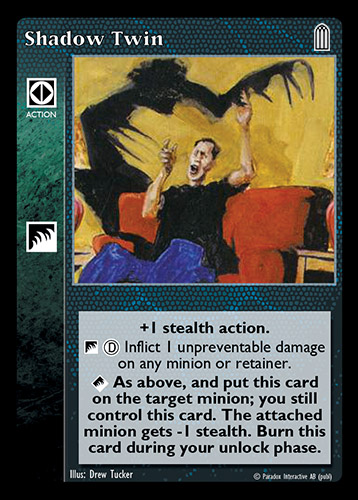 Shadow Twin
ACTION
+1 stealth action.
D Inflict 1 unpreventable damage
on any minion or retainer.
As above, and put this card
on the target minion; you still
control this card. The attached
minion gets -1 stealth. Burn this
card during your unlock phase.
Illus: Drew Tucker
© Paradox Interactive AB (publ)